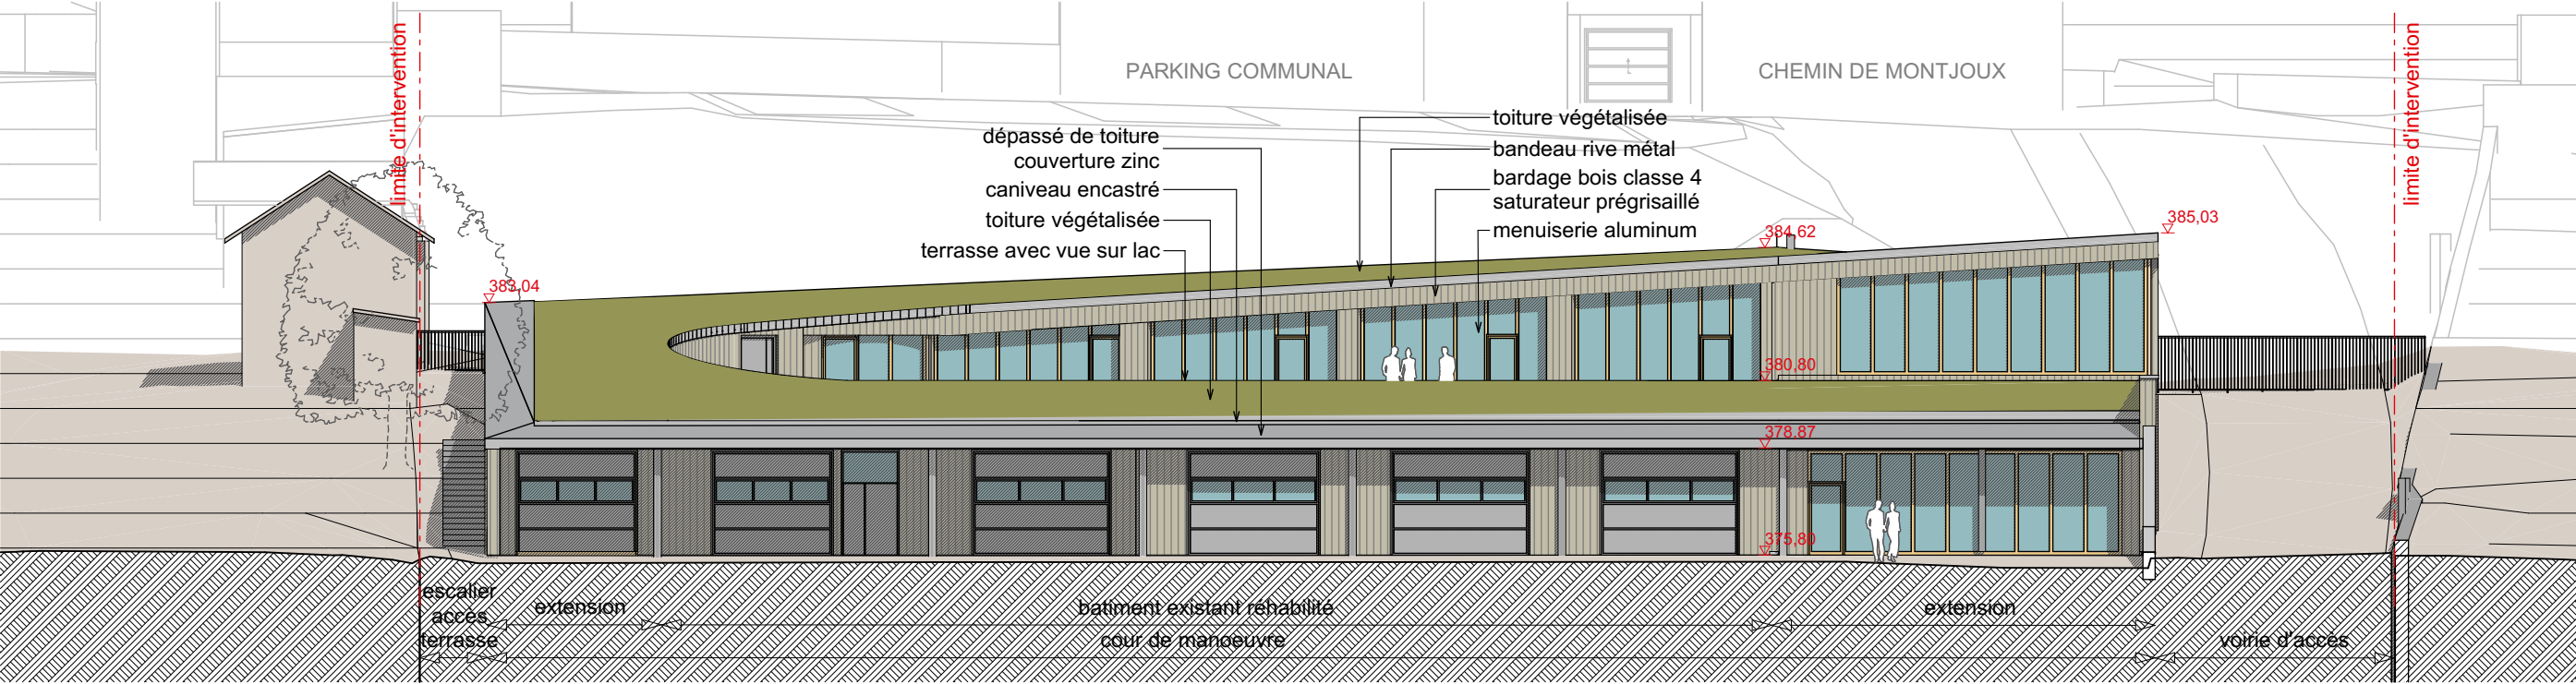 limite d'intervention
PARKING COMMUNAL
CHEMIN DE MONTJOUX
limite d'intervention
dépassé de toiture
couverture zinc
caniveau encastré
toiture végétalisée
terrasse avec vue sur lac
toiture végétalisée
bandeau rive métal
bardage bois classe 4
saturateur prégrisaillé
menuiserie aluminum
383,04
384,62
385,03
380,80
378,87
375,80
escalier
accès
terrasse
extension
batiment existant réhabilité
extension
cour de manoeuvre
voirie d'accès